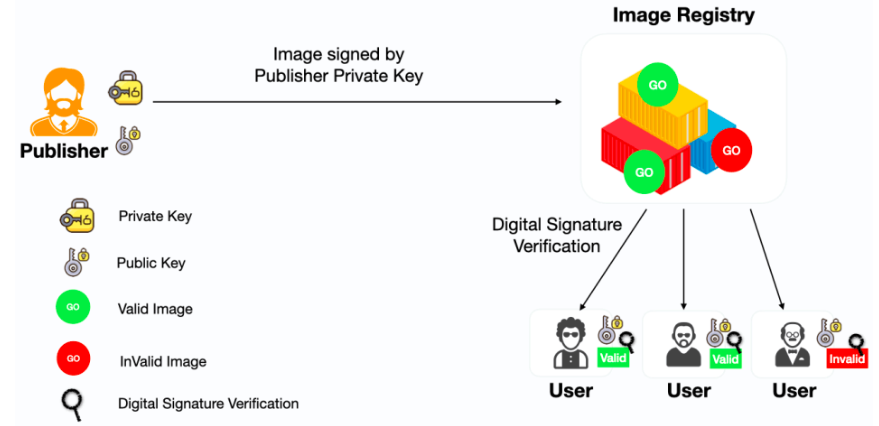 Image Registry
Image signed by
Publisher Private Key
GO
GO
GO
Publisher
Private Key
Public Key
GO
Valid Image
GO
InValid Image
Digital Signature Verification
Digital Signature
Verification
Valid
Valid
Invalid
User
User
User